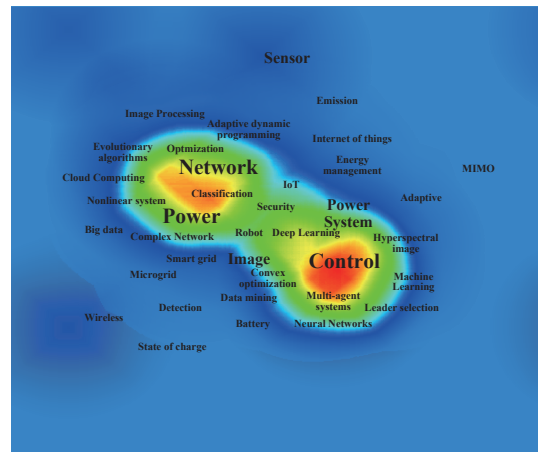 Sensor
Emission
Image Processing
Adaptive dynamic
programming
Internet of things
Evolutionary
algorithms
Optmization
Network
Energy
management
MIMO
Cloud Computing
IoT
Classification
Adaptive
Nonlinear system
Security
Power
System
Power
Big data
Complex Network
Robot
Deep Learning
Hyperspectral
image
Smart grid
Image
Control
Microgrid
Convex
optimization
Machine
Learning
Data mining
Multi-agent
systems
Detection
Leader selection
Wireless
Battery
Neural Networks
State of charge